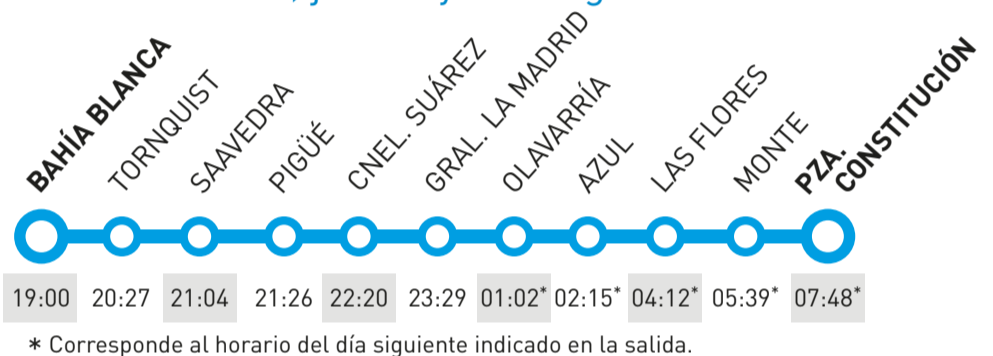 BAHÍA BLANCA
TORNQUIST
SAAVEDRA
PIGÜÉ
CNEL. SUÁREZ
GRAL. LA MADRID
OLAVARRÍA
AZUL
LAS FLORES
MONTE
PZA.
CONSTITUCIÓN
19:00 20:27 21:04 21:26 22:20 23:29 01:02* 02:15* 04:12* 05:39* 07:48*
* Corresponde al horario del día siguiente indicado en la salida.